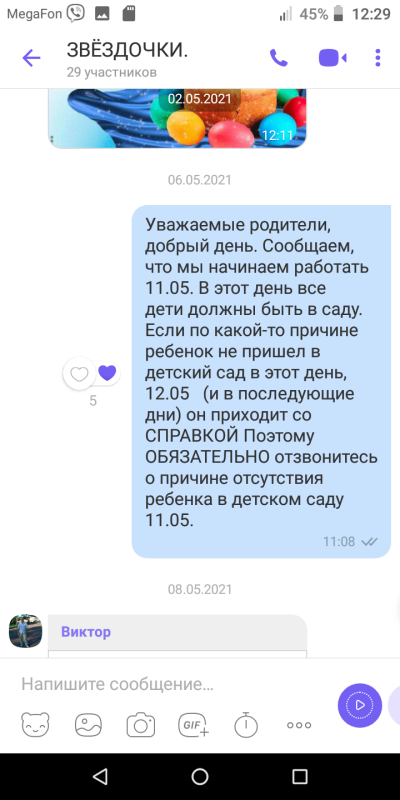 MegaFon 45% 12:29
ЗВЁЗДОЧКИ.
29 участников
02.05.2021
12:11
06.05.2021
Уважаемые родители,
добрый день. Сообщаем,
что мы начинаем работать
11.05. В этот день все
дети должны быть в саду.
Если по какой-то причине
ребенок не пришел в
детский сад в этот день,
12.05 (и в последующие
дни) он приходит со
СПРАВКОЙ Поэтому
ОБЯЗАТЕЛЬНО отзвонитесь
о причине отсутствия
ребенка в детском саду
11.05.
5
11:08
08.05.2021
Виктор
Напишите сообщение...
GIF